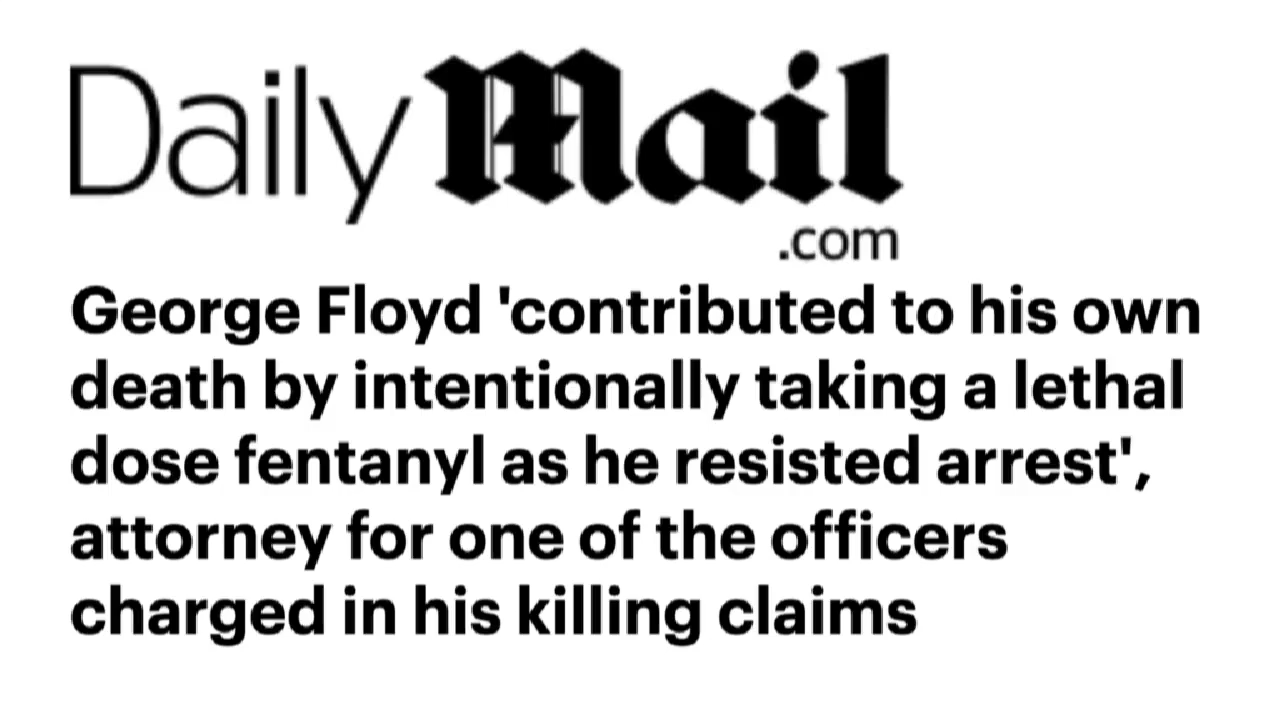 Daily Mail
.com
George Floyd 'contributed to his own
death by intentionally taking a lethal
dose fentanyl as he resisted arrest',
attorney for one of the officers
charged in his killing claims